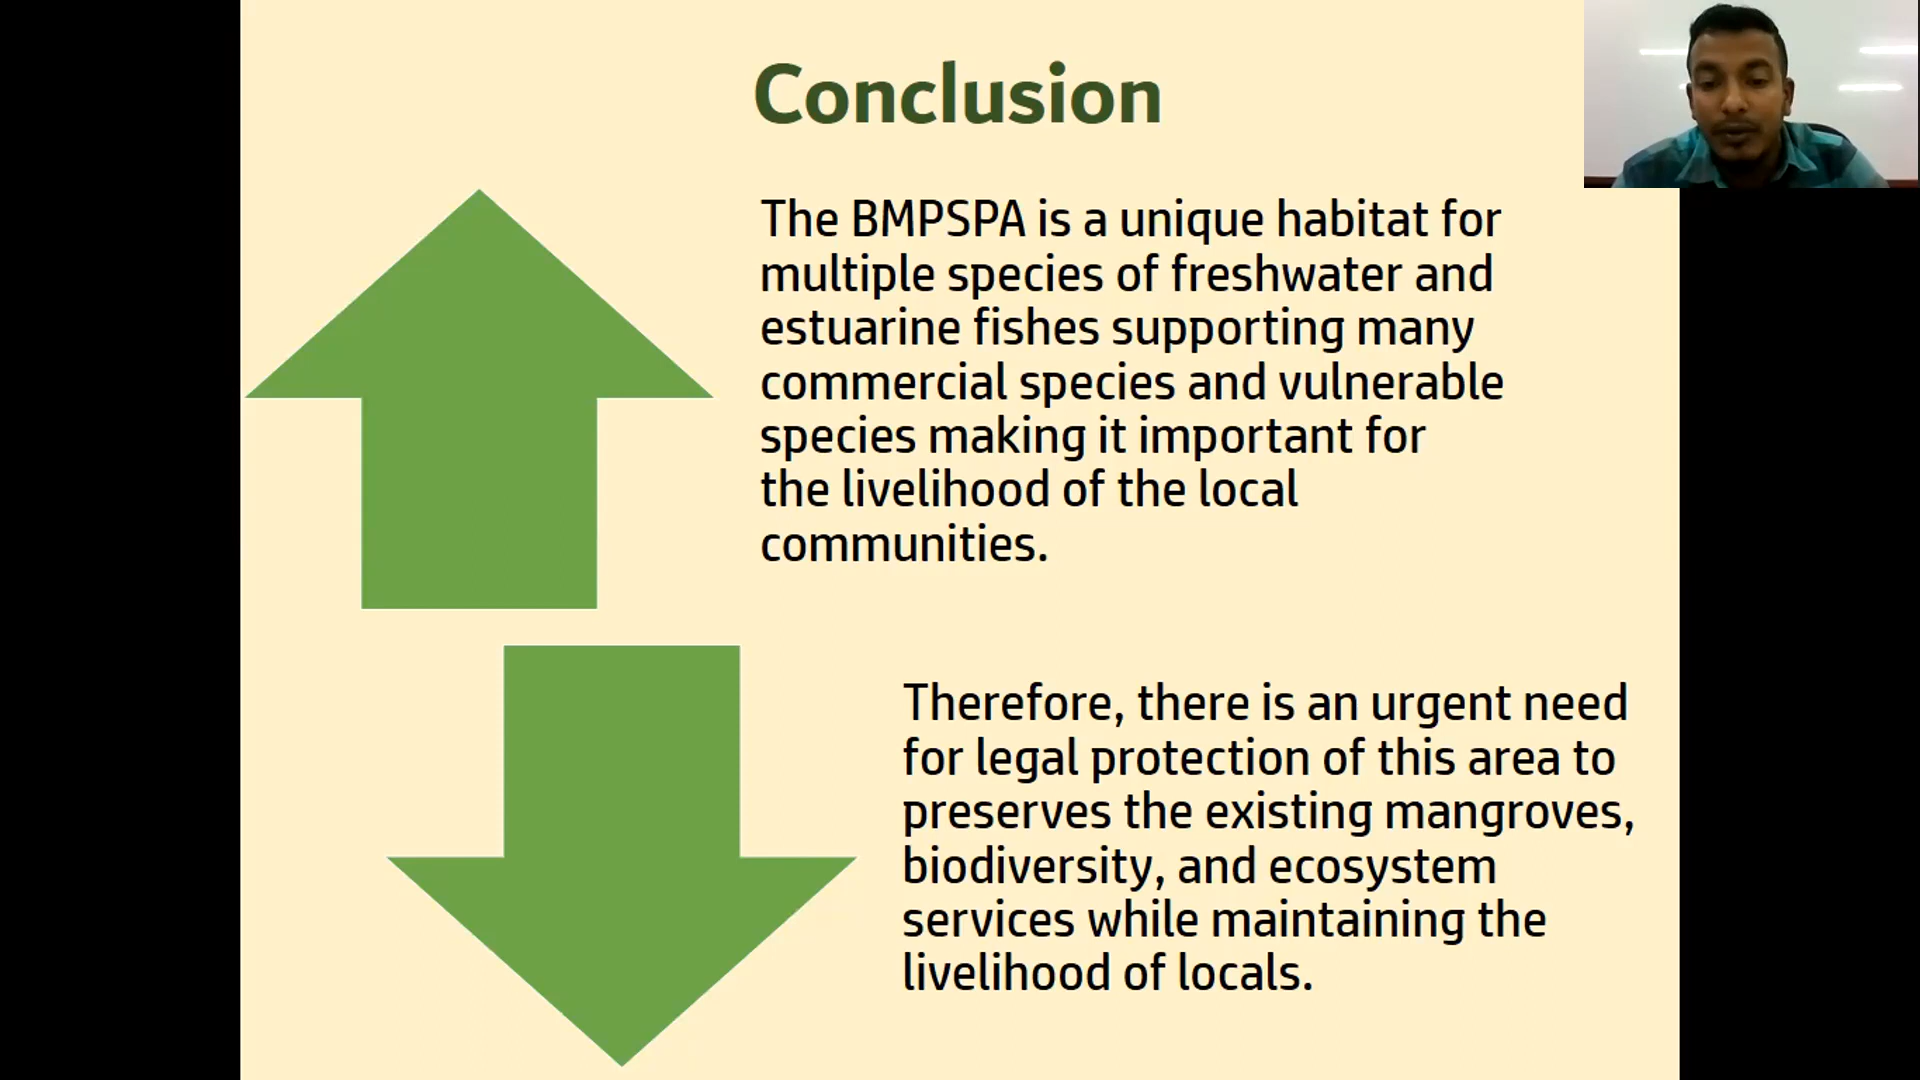 Conclusion
The BMPSPA is a unique habitat for
multiple species of freshwater and
estuarine fishes supporting many
commercial species and vulnerable
species making it important for
the livelihood of the local
communities.
Therefore, there is an urgent need
for legal protection of this area to
preserves the existing mangroves,
biodiversity, and ecosystem
services while maintaining the
livelihood of locals.